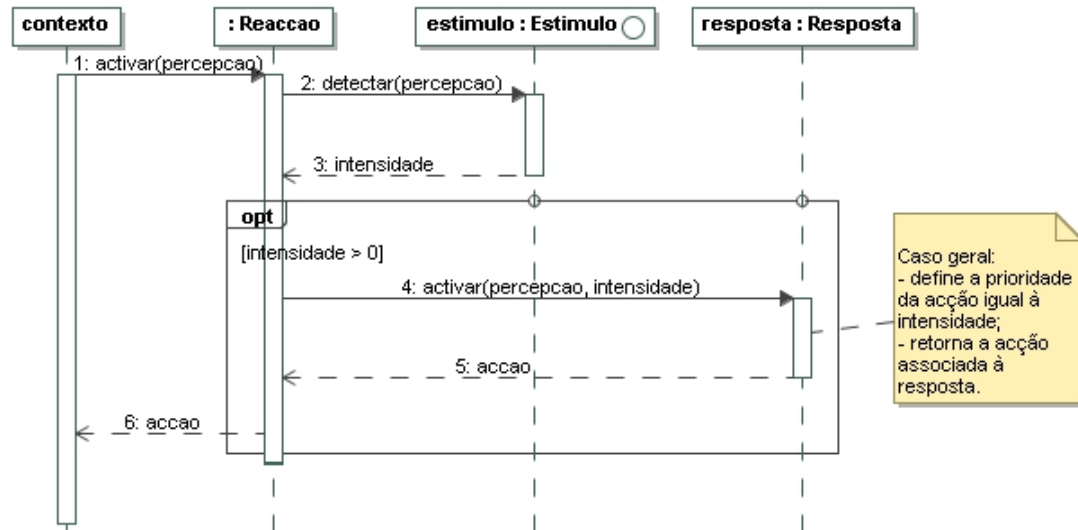 contexto
: Reaccao
estimulo : Estimulo
resposta : Resposta
1: activar(percepcao)
2: detectar(percepcao)
3: intensidade
opt
[intensidade > 0]
4: activar(percepcao, intensidade)
5: accao
6: accao
Caso geral:
- define a prioridade
da acção igual à
intensidade;
- retorna a acção
associada à
resposta.